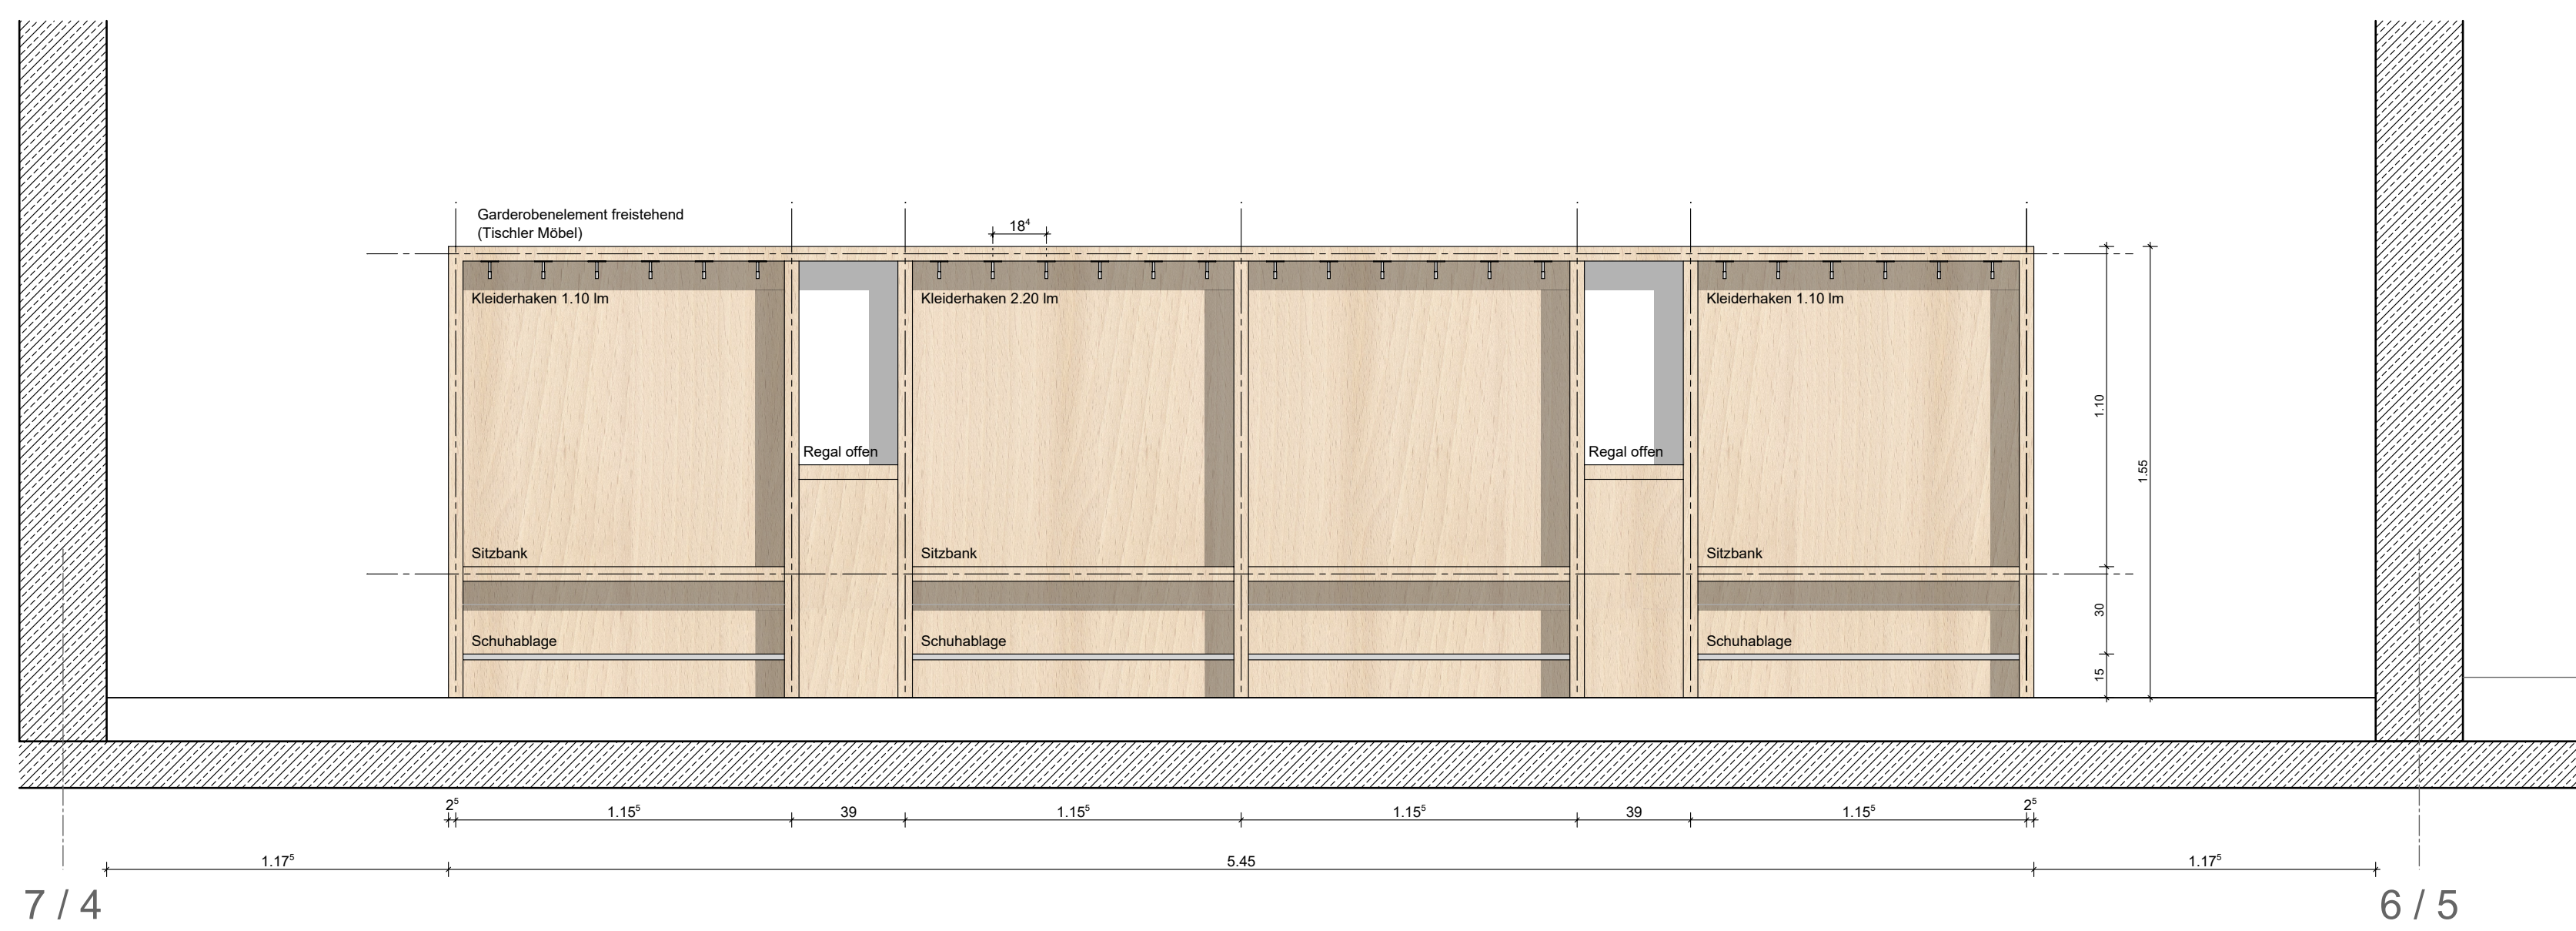 Garderobenelement freistehend
(Tischler Möbel)
18⁴
Kleiderhaken 1.10 lm
Kleiderhaken 2.20 lm
Kleiderhaken 1.10 lm
1.10
Regal offen
Regal offen
1.55
Sitzbank
Sitzbank
Sitzbank
30
Schuhablage
Schuhablage
Schuhablage
15
2⁵
1.15⁵
39
1.15⁵
1.15⁵
39
1.15⁵
2⁵
1.17⁵
5.45
1.17⁵
7 / 4
6 / 5